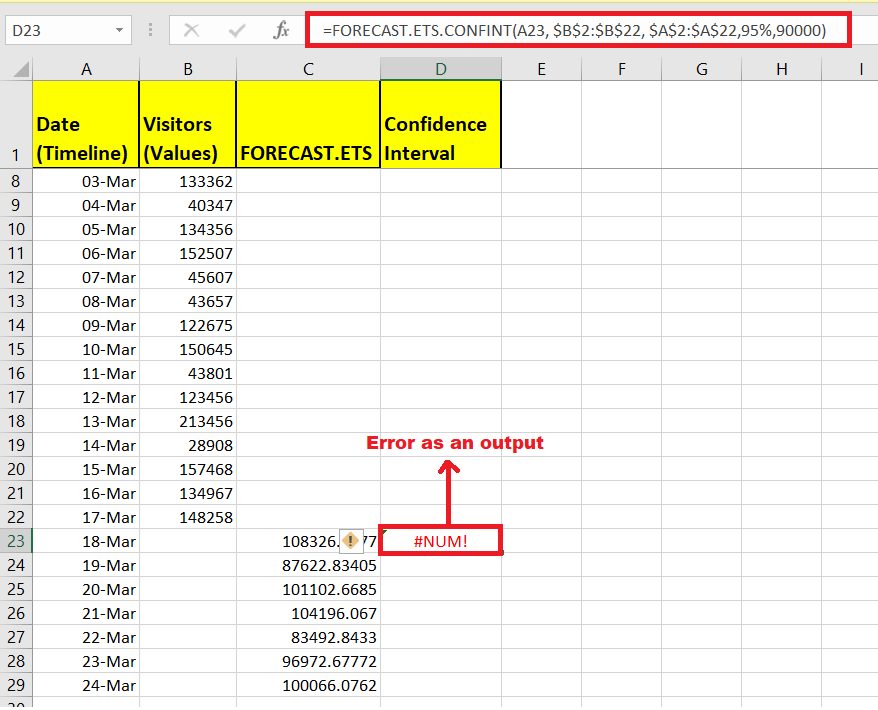 D23 fx =FORECAST.ETS.CONFINT(A23, $B$2:$B$22, $A$2:$A$22,95%,90000)
A B C D E F G H I
Date Visitors Confidence
1 (Timeline) (Values) FORECAST.ETS Interval
8 03-Mar 133362
9 04-Mar 40347
10 05-Mar 134356
11 06-Mar 152507
12 07-Mar 45607
13 08-Mar 43657
14 09-Mar 122675
15 10-Mar 150645
16 11-Mar 43801
17 12-Mar 123456
18 13-Mar 213456
19 14-Mar 28908
Error as an output
20 15-Mar 157468
21 16-Mar 134967
22 17-Mar 148258
23 18-Mar 108326. 77 #NUM!
24 19-Mar 87622.83405
25 20-Mar 101102.6685
26 21-Mar 104196.067
27 22-Mar 83492.8433
28 23-Mar 96972.67772
29 24-Mar 100066.0762